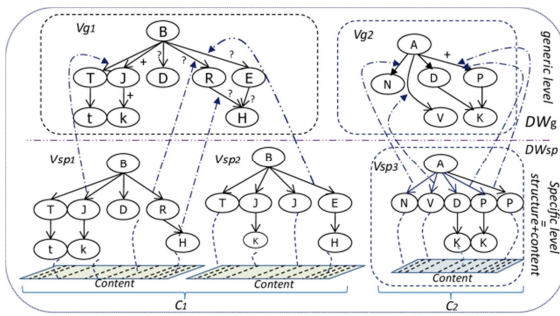 Vg1
B
?
?
?
+
T
J
D
R
E
+
?
?
t
k
H
Vg2
A
+
N
D
P
V
K
generic level
DWg
DWsp
Vsp1
B
T
J
D
R
t
k
H
Content
Vsp2
B
T
J
J
E
K
H
Content
C1
Vsp3
A
N
V
D
P
P
K
K
Content
C2
Specific level
=
structure+content